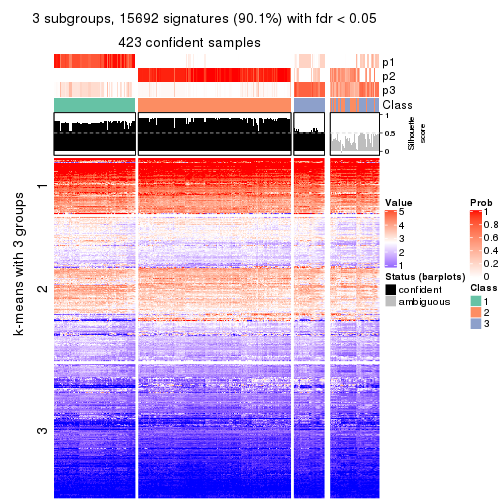 3 subgroups, 15692 signatures (90.1%) with fdr < 0.05
423 confident samples
p1
p2
p3
Class
1
0.5
0
Silhouette
score
k-means with 3 groups
1
2
3
Value
5
4
3
2
1
Status (barplots)
confident
ambiguous
Prob
1
0.8
0.6
0.4
0.2
0
Class
1
2
3